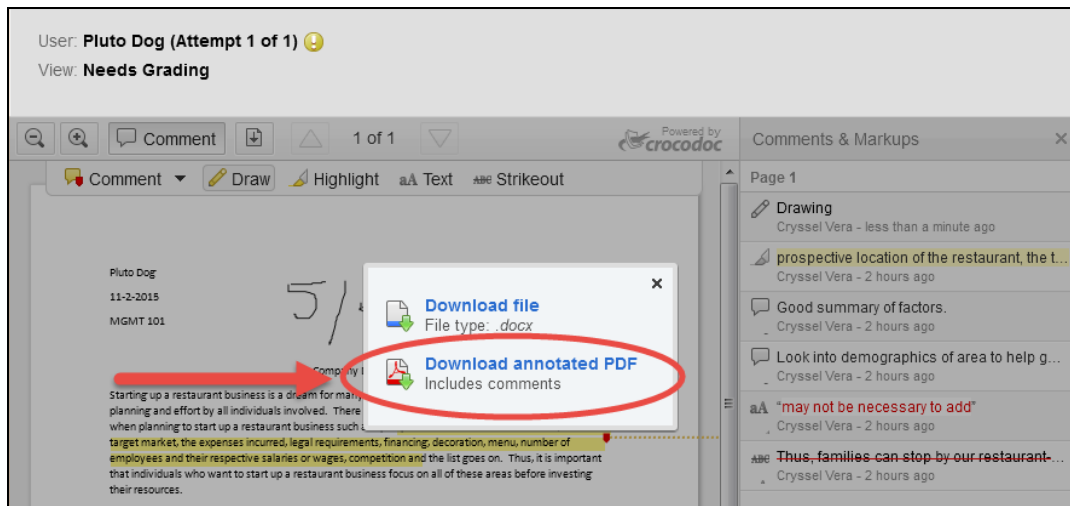 User: Pluto Dog (Attempt 1 of 1)
View: Needs Grading
Comment
1 of 1
Powered by
crocodoc
Comments & Markups
Comment
Draw
Highlight
aA Text
ABC Strikeout
Page 1
Drawing
Cryssel Vera - less than a minute ago
prospective location of the restaurant, the t...
Cryssel Vera - 2 hours ago
Good summary of factors.
Cryssel Vera - 2 hours ago
Look into demographics of area to help g...
Cryssel Vera - 2 hours ago
aA "may not be necessary to add"
Cryssel Vera - 2 hours ago
ABC Thus, families can stop by our restaurant-...
Cryssel Vera - 2 hours ago
Pluto Dog
11-2-2015
MGMT 101
5/
Download file
File type: .docx
Download annotated PDF
Includes comments
Company
Starting up a restaurant business is a dream for many
planning and effort by all individuals involved. There
when planning to start up a restaurant business such
target market, the expenses incurred, legal requirements, financing, decoration, menu, number of
employees and their respective salaries or wages, competition and the list goes on. Thus, it is important
that individuals who want to start up a restaurant business focus on all of these areas before investing
their resources.